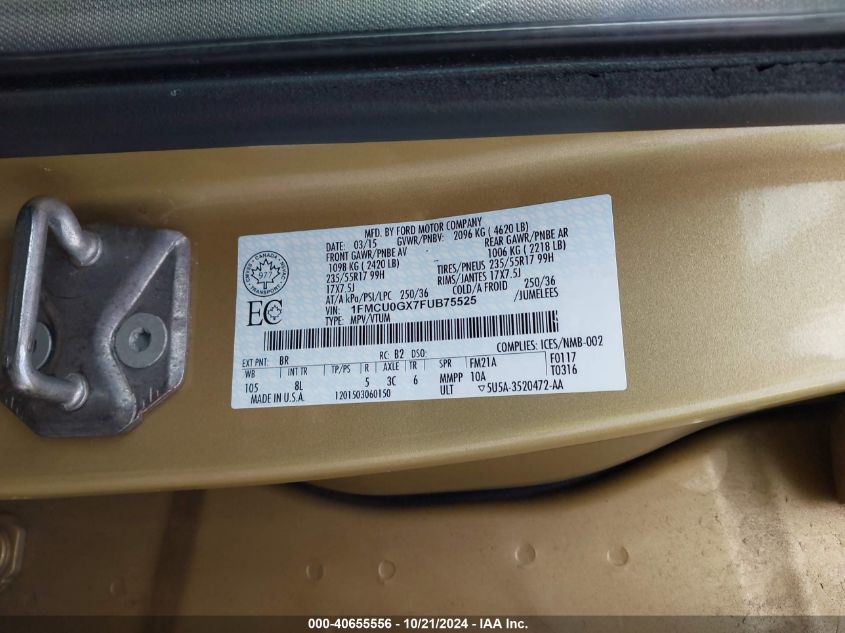 MFD. BY FORD MOTOR COMPANY
DATE: 03/15 GVWR/PNBV: 2096 KG ( 4620 LB)
FRONT GAWR/PNBE AV REAR GAWR/PNBE AR
1098 KG ( 2420 LB) 1006 KG ( 2218 LB)
235/55R17 99H TIRES/PNEUS 235/55R17 99H
17X7.5J RIMS/JANTES 17X7.5J
AT/A kPa/PSI/LPC 250/36 COLD/A FROID 250/36
VIN: 1FMCU0GX7FUB75525 /JUMELEES
TYPE: MPV/VTUM
CANADA
TRANSPORT
977
EC
COMPLIES: ICES/NMB-002
EXT PNT: BR RC: B2 DSO: F0117
WB INT TR TP/PS R AXLE TR SPR FM21A T0316
105 8L 5 3C 6 MMPP 10A
MADE IN U.S.A. 1201503060150 ULT ▽5U5A-3520472-AA
000-40655556 - 10/21/2024 - IAA Inc.